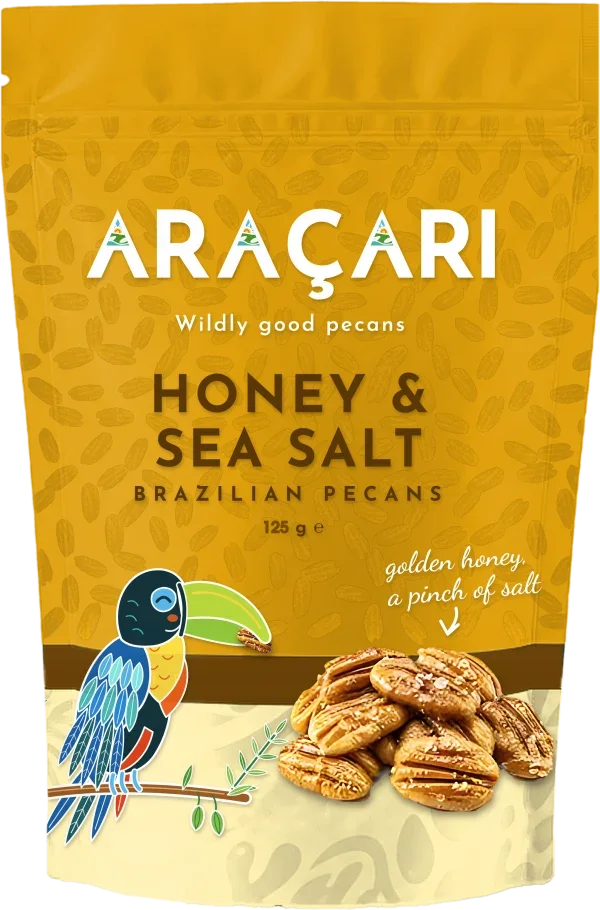 ARAÇARI
Wildly good pecans
HONEY &
SEA SALT
BRAZILIAN PECANS
125 g ℮
golden honey,
a pinch of salt